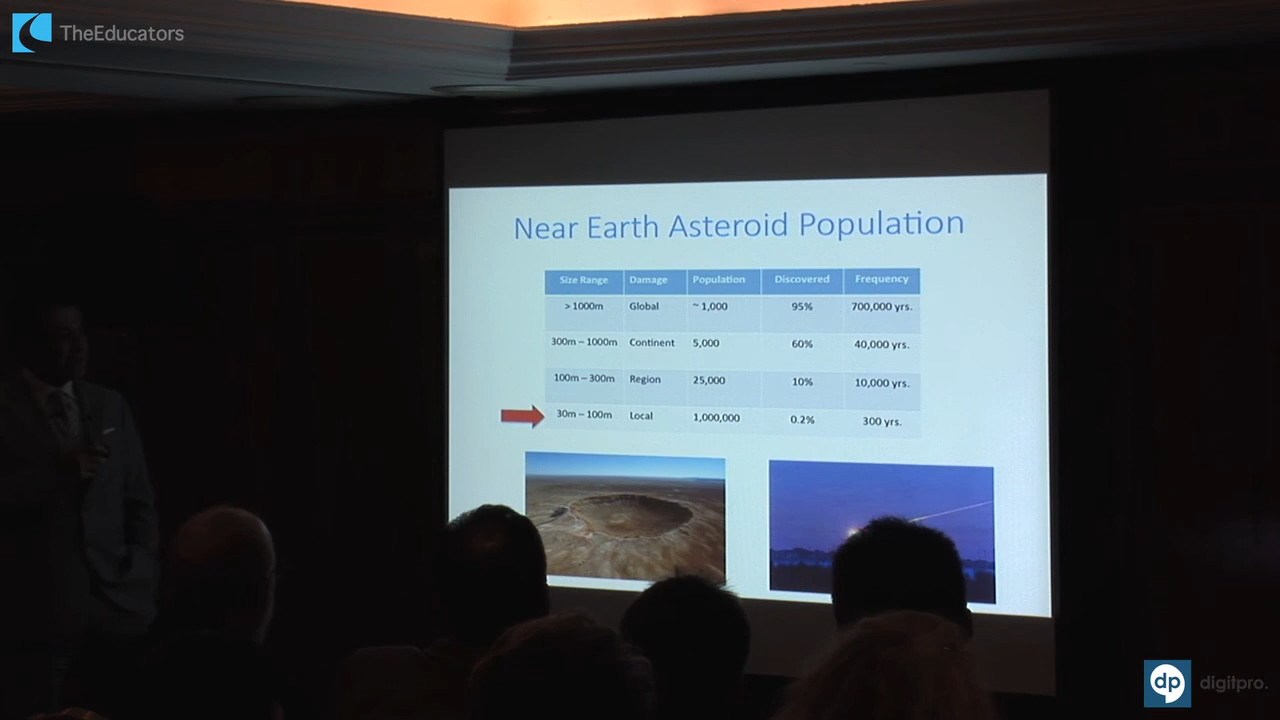 TheEducators
Near Earth Asteroid Population
Size Range Damage Population Discovered Frequency
> 1000m Global ~ 1,000 95% 700,000 yrs.
300m – 1000m Continent 5,000 60% 40,000 yrs.
100m – 300m Region 25,000 10% 10,000 yrs.
30m – 100m Local 1,000,000 0.2% 300 yrs.
dp digitpro.